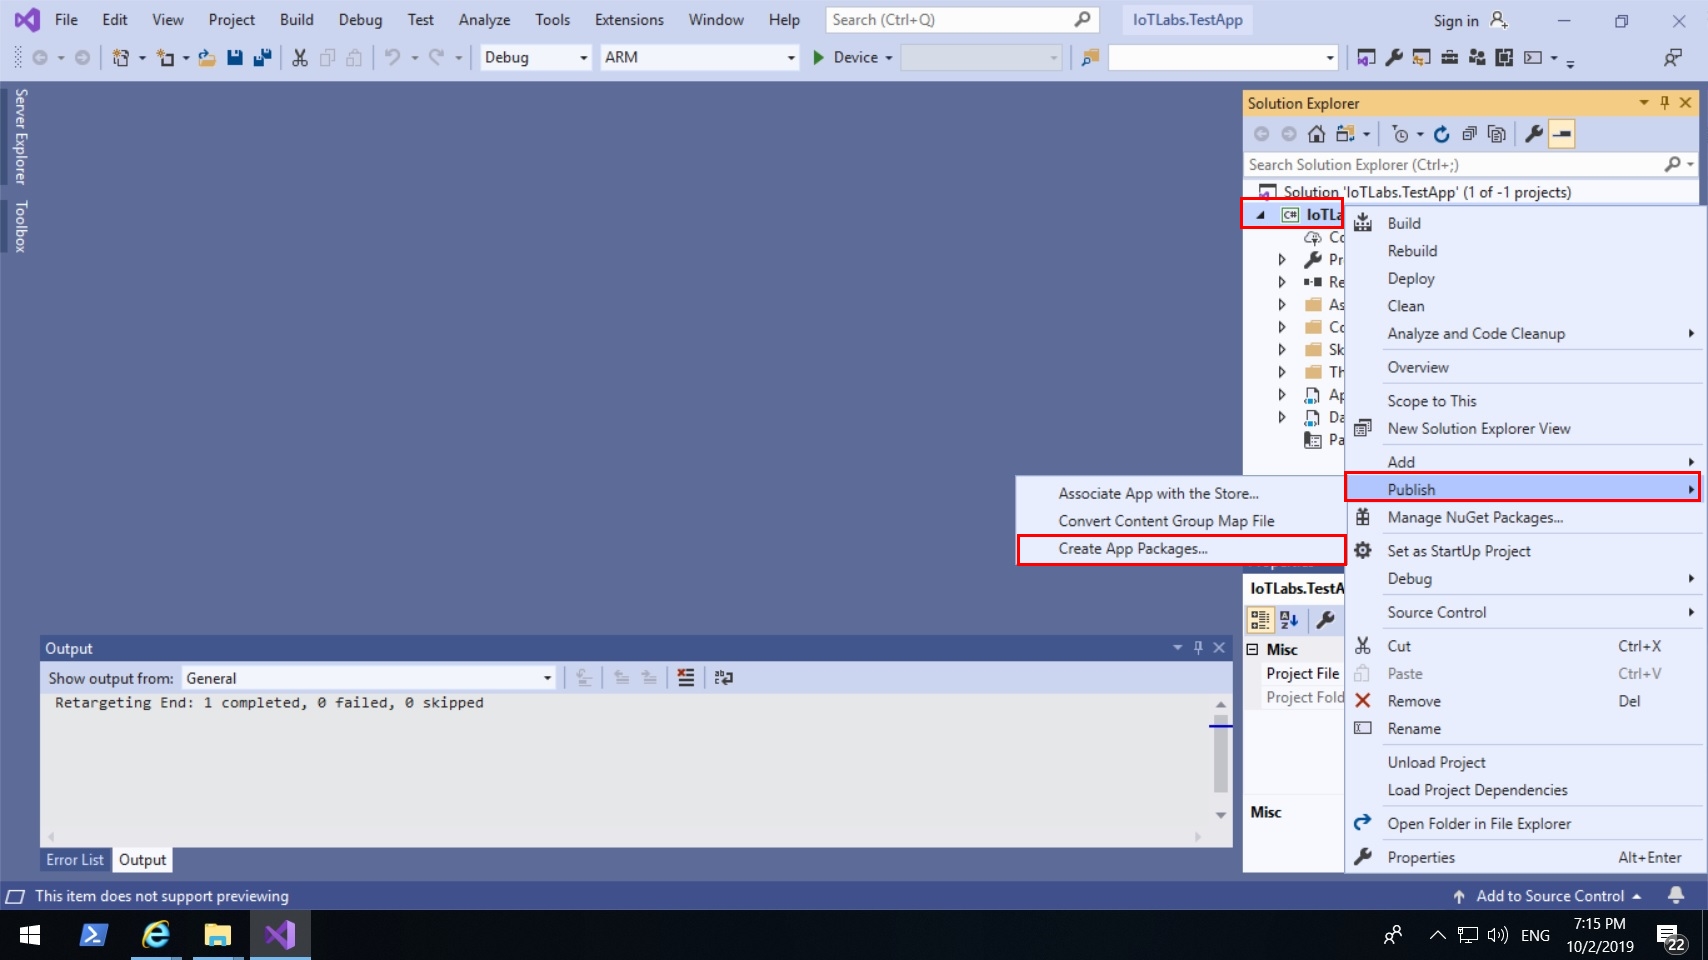 File Edit View Project Build Debug Test Analyze Tools Extensions Window Help Search (Ctrl+Q) IoTLabs.TestApp Sign in
Debug ARM Device
Server Explorer
Toolbox
Solution Explorer
Search Solution Explorer (Ctrl+;)
Solution 'IoTLabs.TestApp' (1 of -1 projects)
C# IoTLa
Co
Pr
Re
As
Co
Sk
Th
Ap
Da
Pa
Build
Rebuild
Deploy
Clean
Analyze and Code Cleanup
Overview
Scope to This
New Solution Explorer View
Add
Publish
Manage NuGet Packages...
Set as StartUp Project
Debug
Source Control
Cut Ctrl+X
Paste Ctrl+V
Remove Del
Rename
Unload Project
Load Project Dependencies
Open Folder in File Explorer
Properties Alt+Enter
Associate App with the Store...
Convert Content Group Map File
Create App Packages...
IoTLabs.TestA
Misc
Project File
Project Fold
Misc
Output
Show output from: General
Retargeting End: 1 completed, 0 failed, 0 skipped
Error List Output
This item does not support previewing Add to Source Control
ENG 7:15 PM
10/2/2019
22